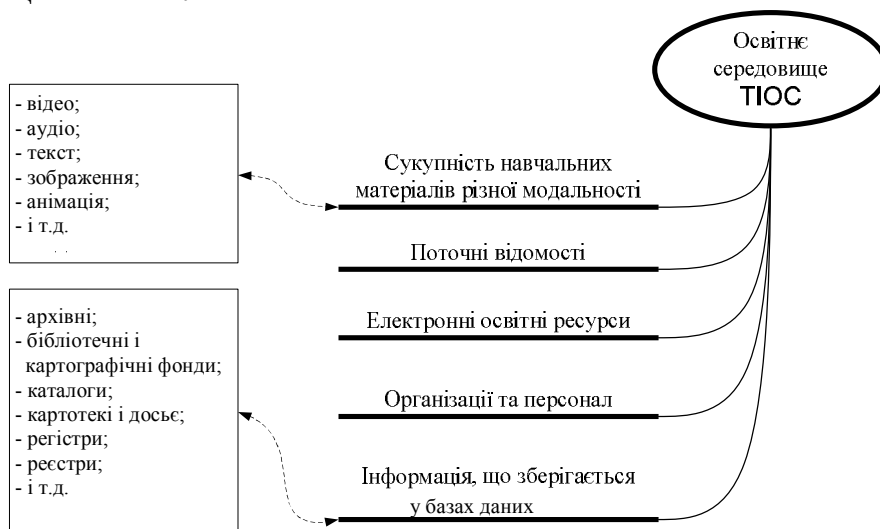 Освітнє
середовище
ТІОС
- відео;
- аудіо;
- текст;
- зображення;
- анімація;
- і т.д.
Сукупність навчальних
матеріалів різної модальності
Поточні відомості
Електронні освітні ресурси
Організації та персонал
Інформація, що зберігається
у базах даних
- архівні;
- бібліотечні і
картографічні фонди;
- каталоги;
- картотекі і досьє;
- регістри;
- реєстри;
- і т.д.